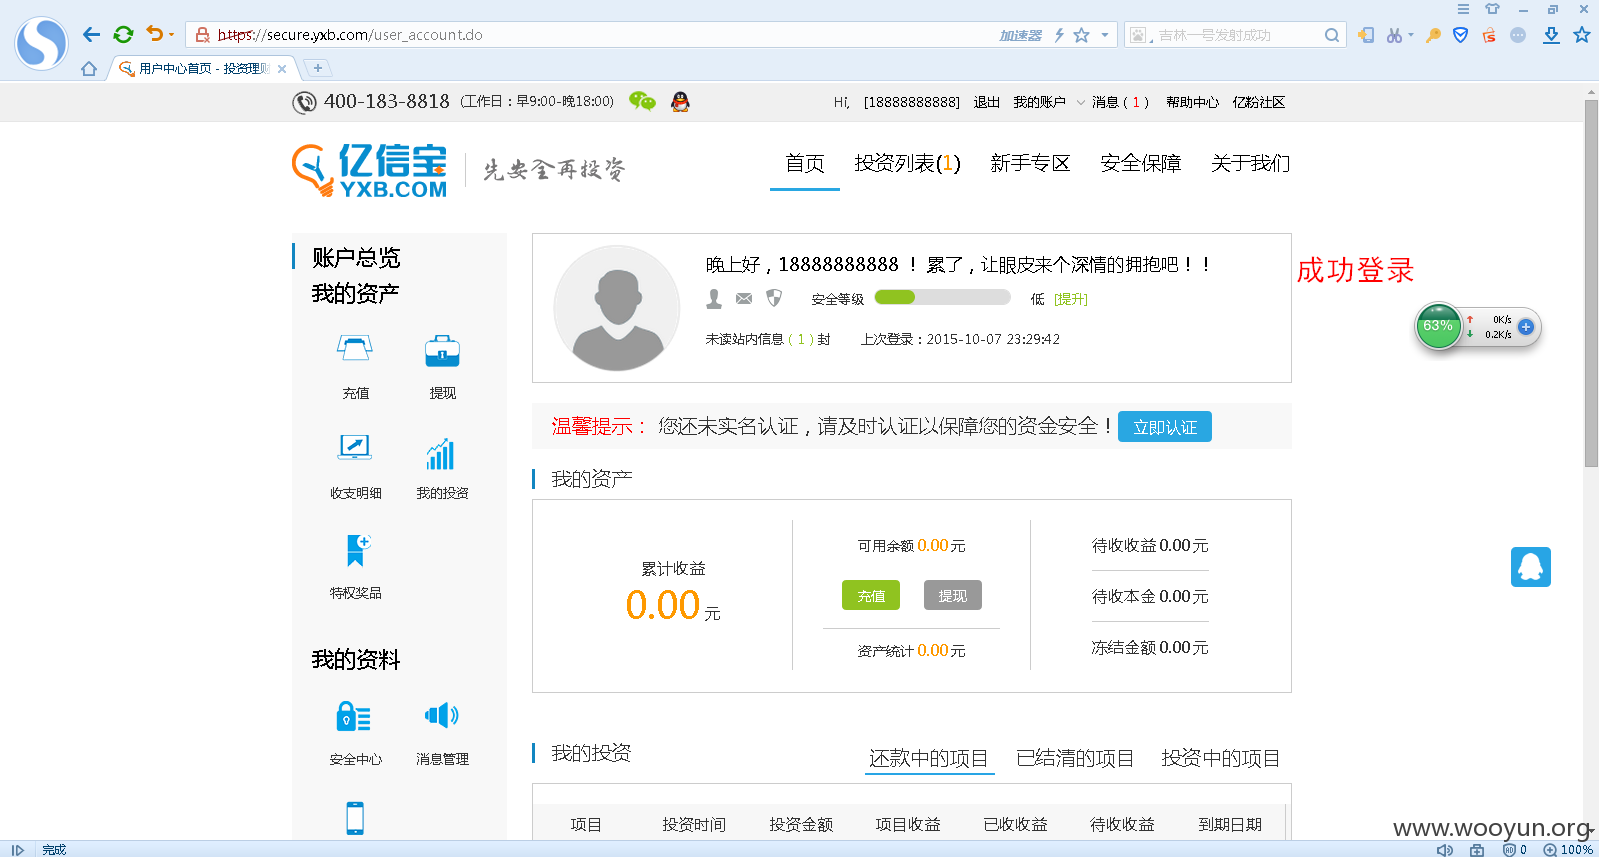 https://secure.yxb.com/user_account.do
加速器
吉林一号发射成功
用户中心首页 - 投资理财
400-183-8818 (工作日：早9:00-晚18:00)
Hi, [18888888888] 退出 我的账户 消息（1） 帮助中心 亿粉社区
亿信宝
YXB.COM
先安全再投资
首页 投资列表(1) 新手专区 安全保障 关于我们
账户总览
我的资产
充值 提现
收支明细 我的投资
特权奖品
我的资料
安全中心 消息管理
晚上好，18888888888 ！ 累了，让眼皮来个深情的拥抱吧！！
安全等级 低 [提升]
未读站内信息（1）封 上次登录：2015-10-07 23:29:42
成功登录
63%
0K/s
0.2K/s
温馨提示： 您还未实名认证，请及时认证以保障您的资金安全！ 立即认证
我的资产
累计收益
0.00 元
可用余额 0.00 元
充值 提现
资产统计 0.00 元
待收收益 0.00 元
待收本金 0.00 元
冻结金额 0.00 元
我的投资
还款中的项目 已结清的项目 投资中的项目
项目 投资时间 投资金额 项目收益 已收收益 待收收益 到期日期
www.wooyun.org
完成
0
100%